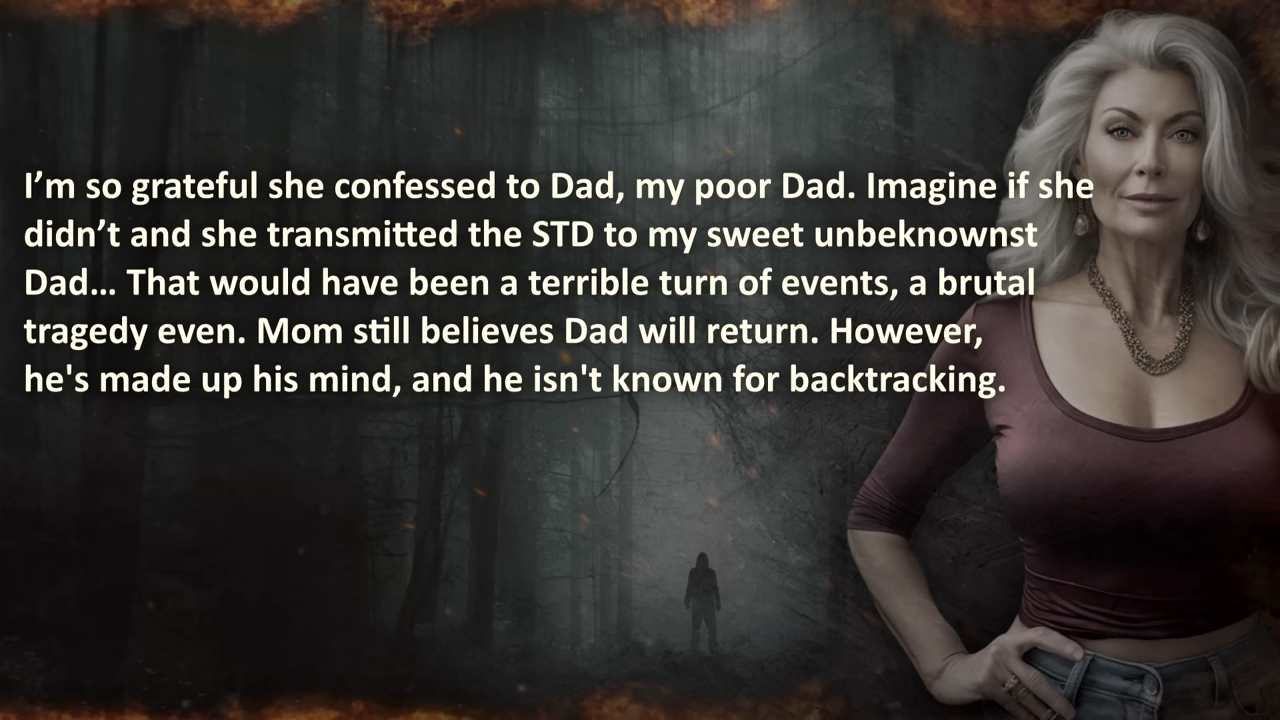 I’m so grateful she confessed to Dad, my poor Dad. Imagine if she
didn’t and she transmitted the STD to my sweet unbeknownst
Dad… That would have been a terrible turn of events, a brutal
tragedy even. Mom still believes Dad will return. However,
he's made up his mind, and he isn't known for backtracking.